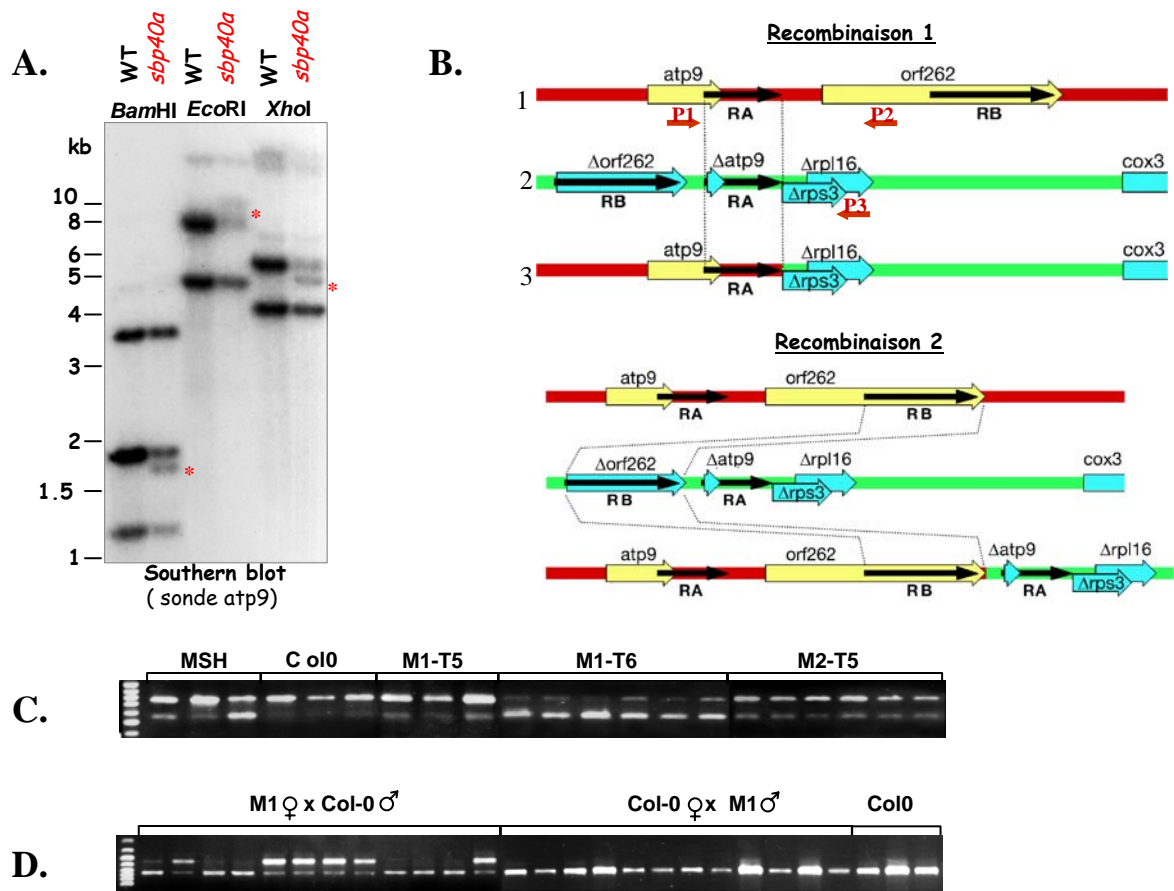 A.
WT
sbp40a
WT
sbp40a
WT
sbp40a
BamHI EcoRI XhoI
kb
10
8
6
5
4
3
2
1.5
1
*
*
*
Southern blot
( sonde atp9)
B.
Recombinaison 1
atp9 orf262
1
P1 RA P2 RB
Δorf262 Δatp9 Δrpl16 cox3
2
RB RA Δrps3
P3
atp9 Δrpl16 cox3
3
RA Δrps3
Recombinaison 2
atp9 orf262
RA RB
Δorf262 Δatp9 Δrpl16 cox3
RB RA Δrps3
atp9 orf262 Δatp9 Δrpl16
RA RB RA Δrps3
C.
MSH C ol0 M1-T5 M1-T6 M2-T5
D.
M1 ♀ x Col-0 ♂ Col-0 ♀ x M1 ♂ Col0